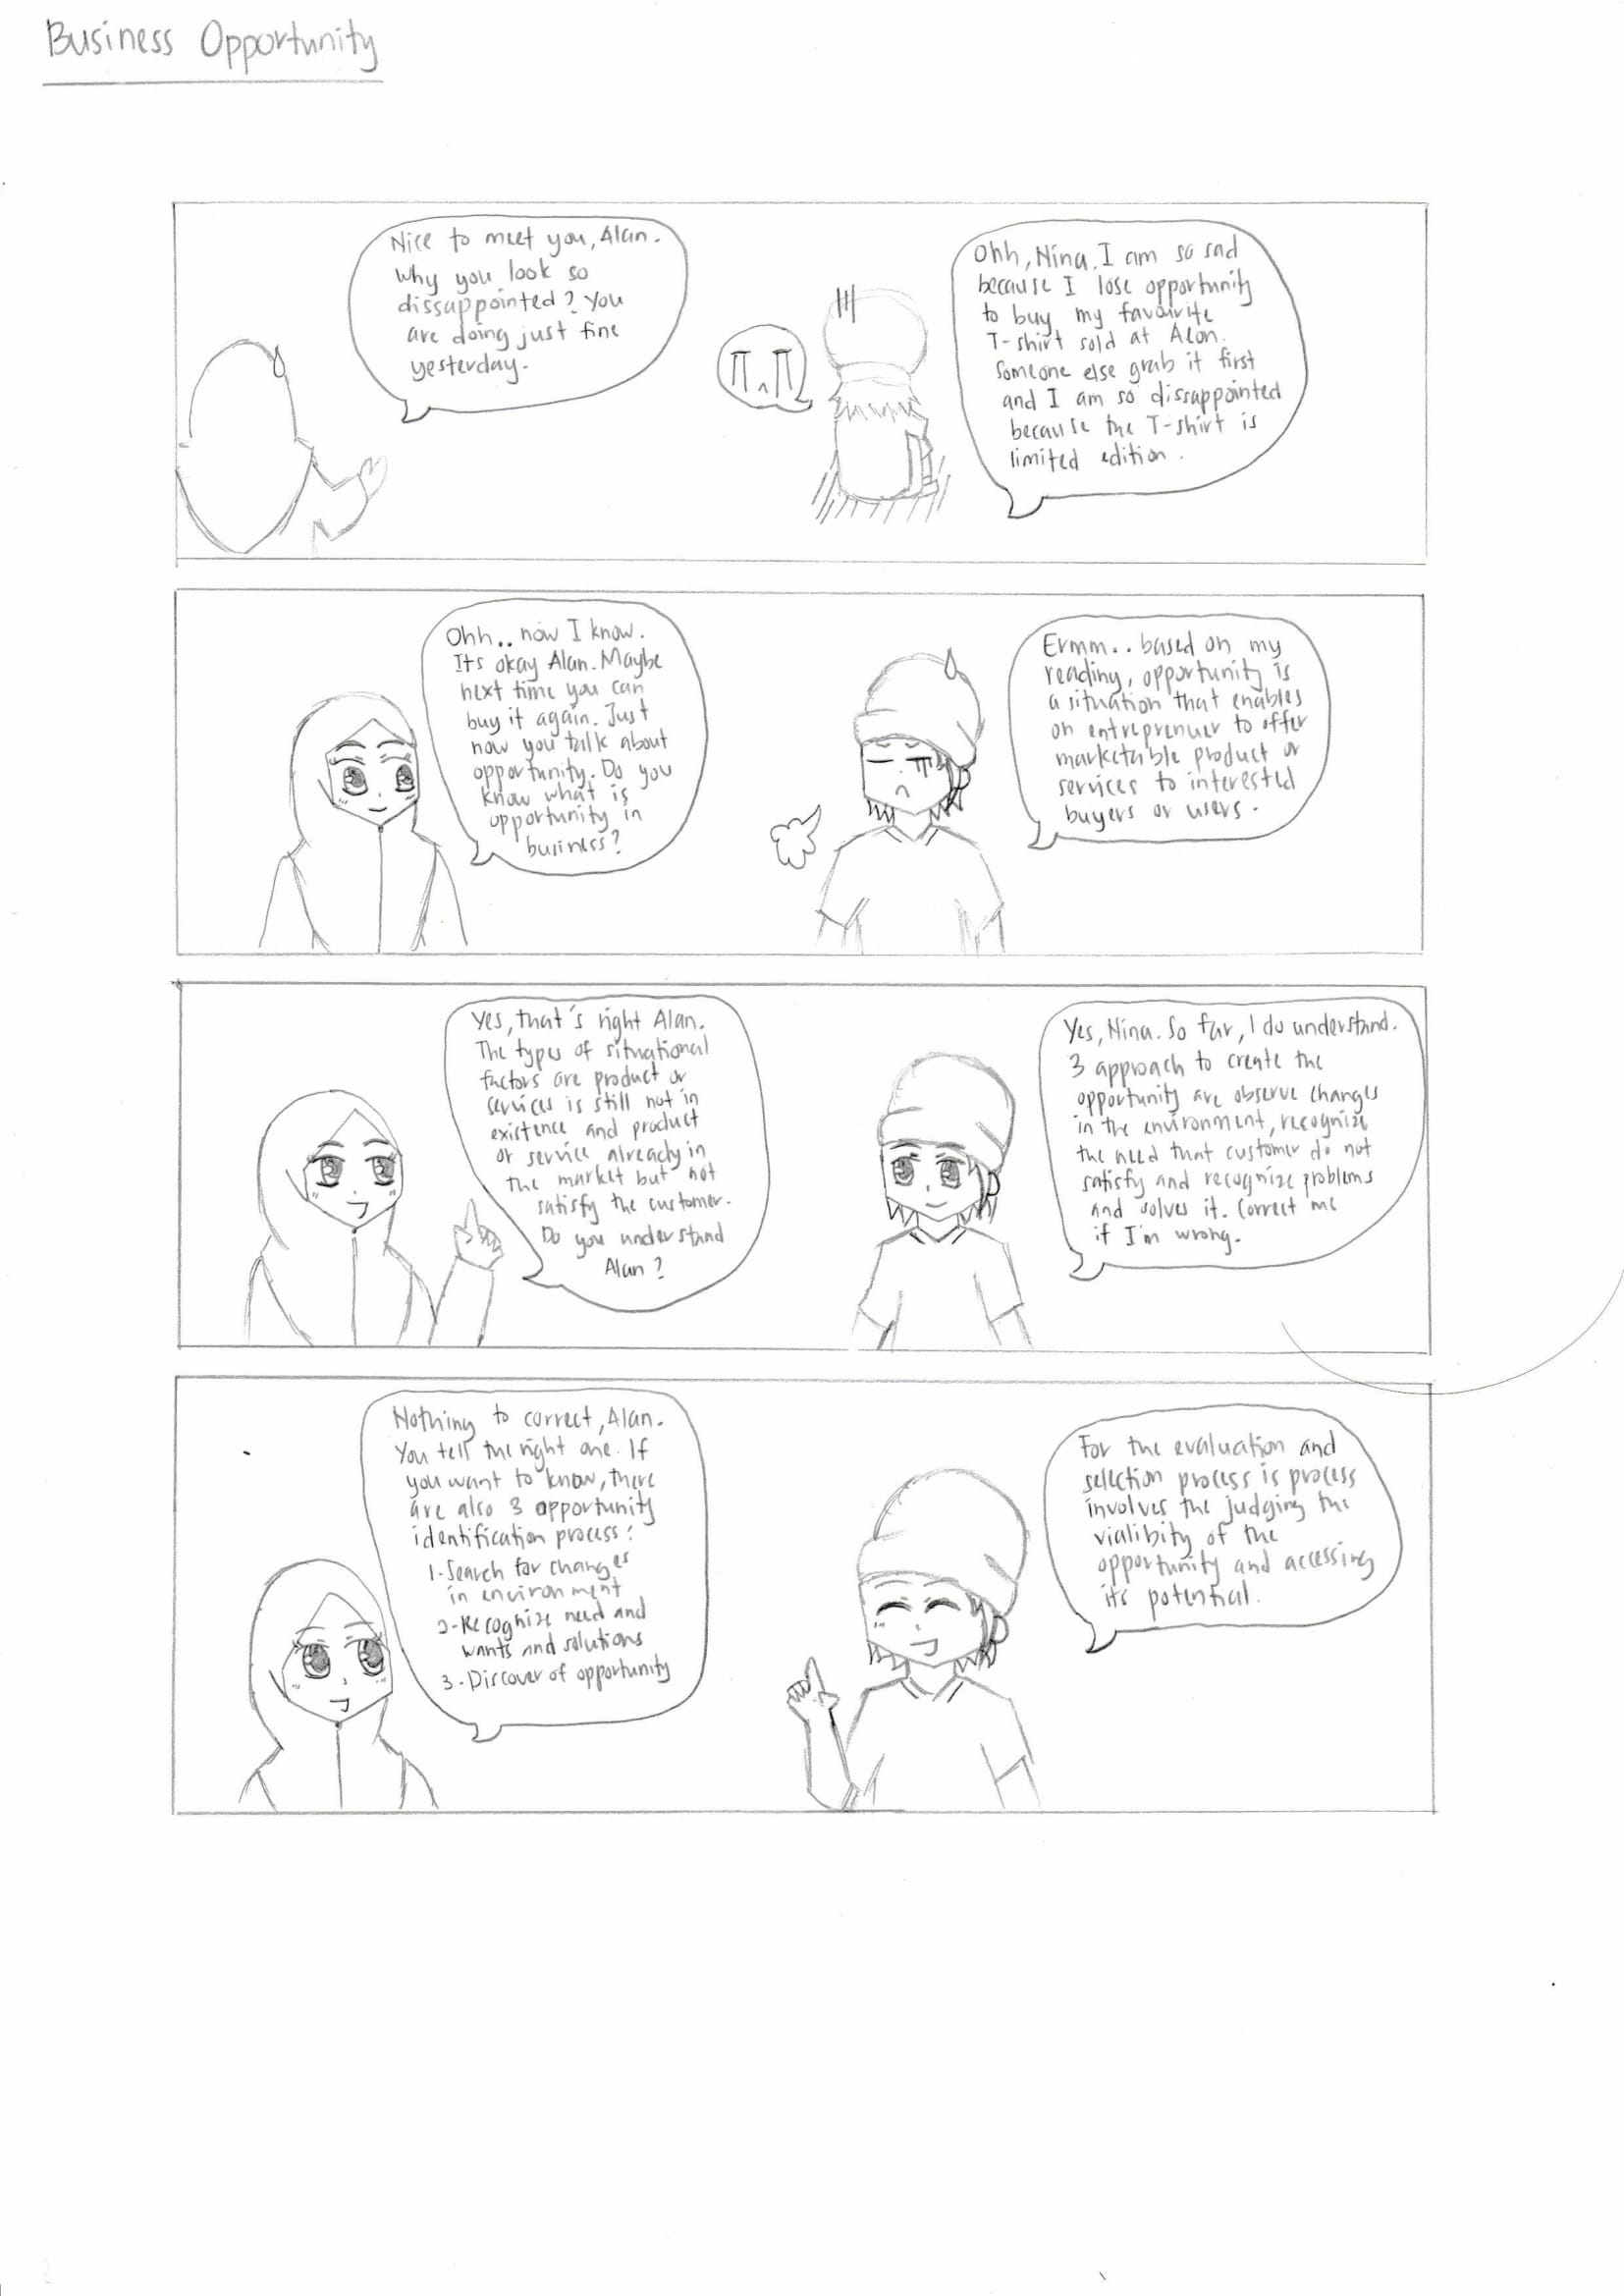 Business Opportunity
Nice to meet you, Alan.
Why you look so
dissappointed? You
are doing just fine
yesterday.
Ohh, Nina, I am so sad
because I lose opportunity
to buy my favourite
T-shirt sold at Aeon.
Someone else grab it first
and I am so dissappointed
because the T-shirt is
limited edition.
Ohh.. now I know.
Its okay Alan. Maybe
next time you can
buy it again. Just
now you talk about
opportunity. Do you
know what is
opportunity in
business?
Ermm.. based on my
reading, opportunity is
a situation that enables
an entreprenuer to offer
marketable product or
services to interested
buyers or users.
Yes, that's right Alan.
The types of situational
factors are product or
services is still not in
existence and product
or service already in
the market but not
satisfy the customer.
Do you understand
Alan?
Yes, Nina. So far, I do understand.
3 approach to create the
opportunity are observe changes
in the environment, recognize
the need that customer do not
satisfy and recognize problems
and solves it. Correct me
if I'm wrong.
Nothing to correct, Alan.
You tell the right one. If
you want to know, there
are also 3 opportunity
identification process:
1-Search for changes
in environment
2-Recognize need and
wants and solutions
3-Discover of opportunity
For the evaluation and
selection process is process
involves the judging the
vialibity of the
opportunity and accessing
its potential.